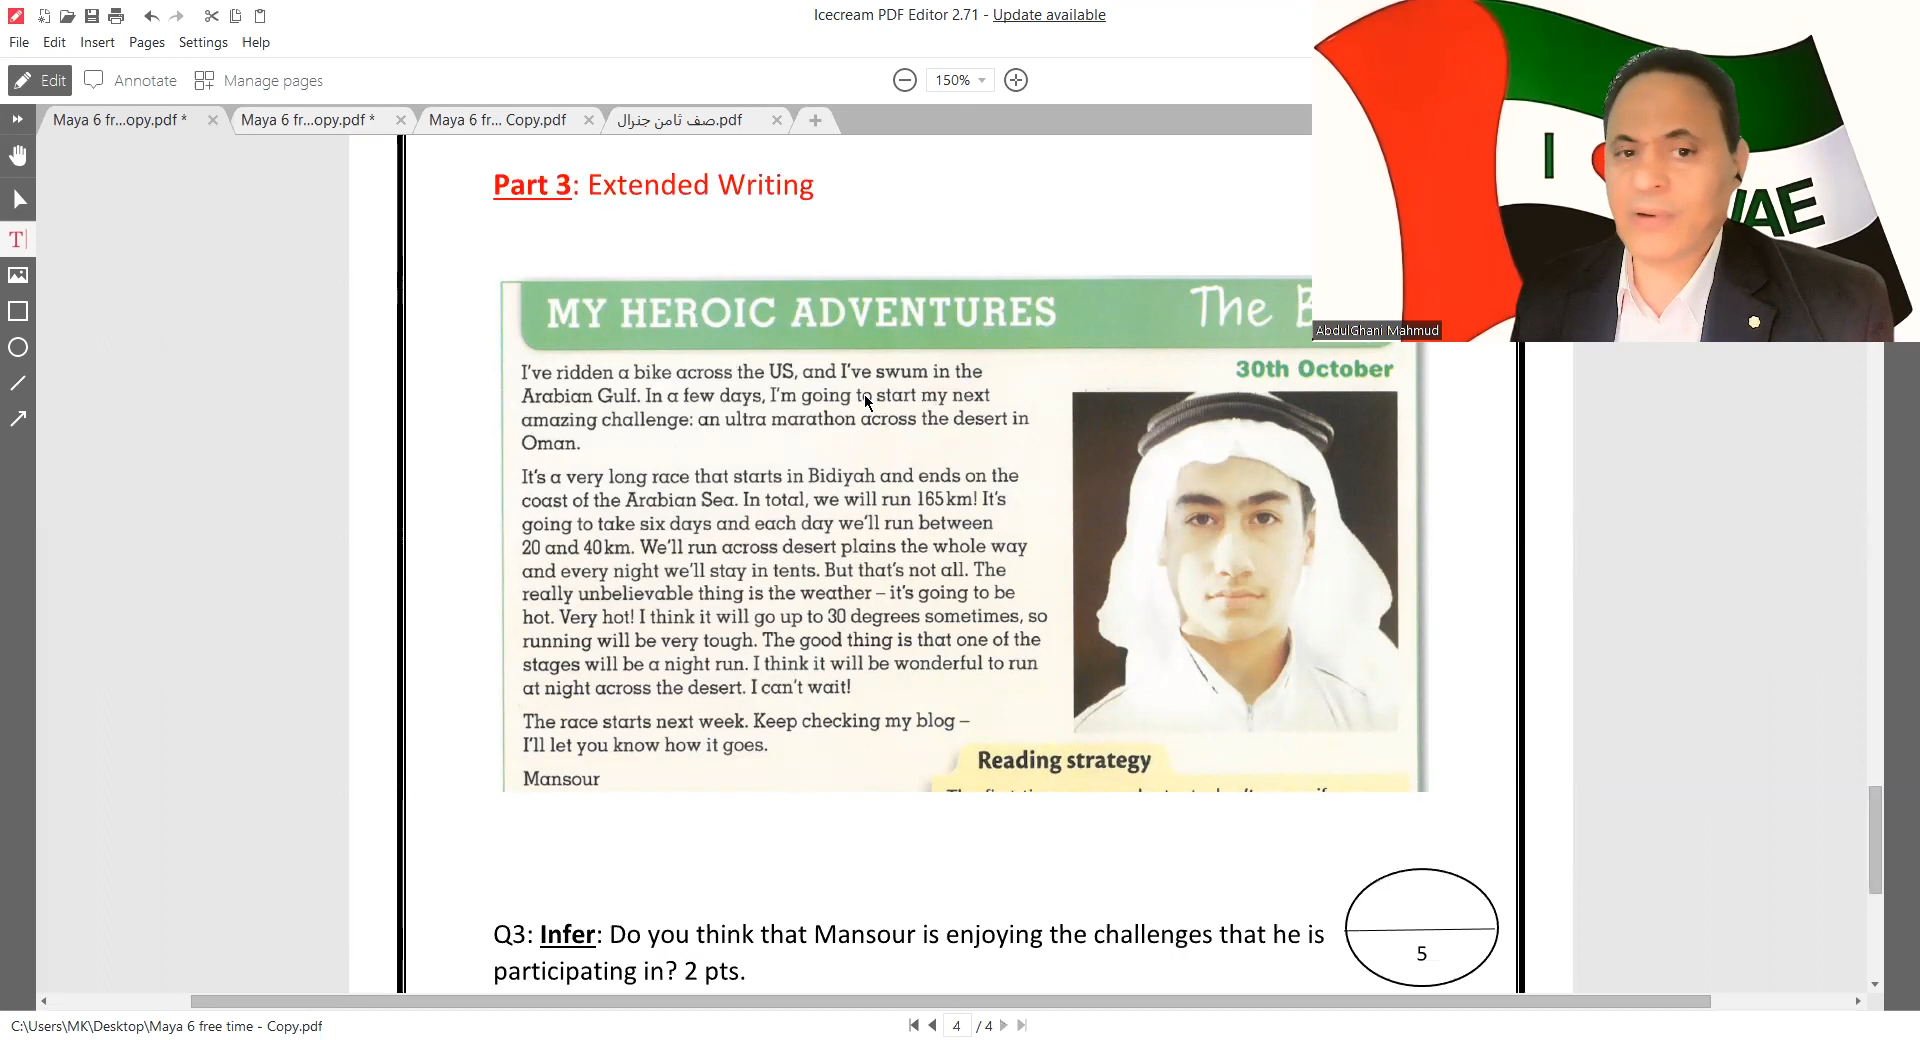 Icecream PDF Editor 2.71 - Update available
File Edit Insert Pages Settings Help
Edit Annotate Manage pages
150%
Maya 6 fr...opy.pdf *
Maya 6 fr...opy.pdf *
Maya 6 fr... Copy.pdf
صف ثامن جنرال.pdf
I
UAE
AbdulGhani Mahmud
Part 3: Extended Writing
MY HEROIC ADVENTURES
The
30th October
I've ridden a bike across the US, and I've swum in the
Arabian Gulf. In a few days, I'm going to start my next
amazing challenge: an ultra marathon across the desert in
Oman.
It's a very long race that starts in Bidiyah and ends on the
coast of the Arabian Sea. In total, we will run 165 km! It's
going to take six days and each day we'll run between
20 and 40 km. We'll run across desert plains the whole way
and every night we'll stay in tents. But that's not all. The
really unbelievable thing is the weather – it's going to be
hot. Very hot! I think it will go up to 30 degrees sometimes, so
running will be very tough. The good thing is that one of the
stages will be a night run. I think it will be wonderful to run
at night across the desert. I can't wait!
The race starts next week. Keep checking my blog –
I'll let you know how it goes.
Mansour
Reading strategy
Q3: Infer: Do you think that Mansour is enjoying the challenges that he is
participating in? 2 pts.
5
C:\Users\MK\Desktop\Maya 6 free time - Copy.pdf
4 / 4